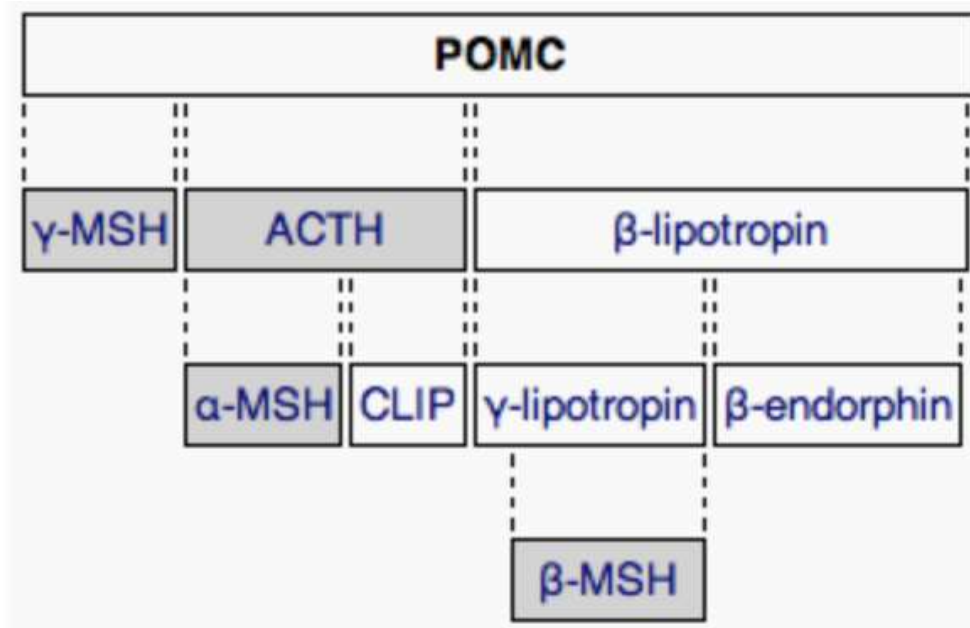 POMC
γ-MSH ACTH β-lipotropin
α-MSH CLIP γ-lipotropin β-endorphin
β-MSH